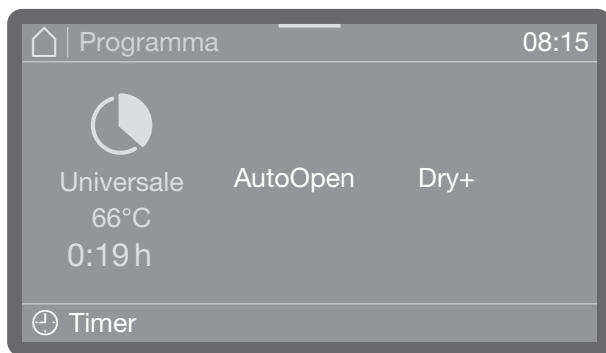 Programma 08:15
Universale AutoOpen Dry+
66°C
0:19 h
Timer